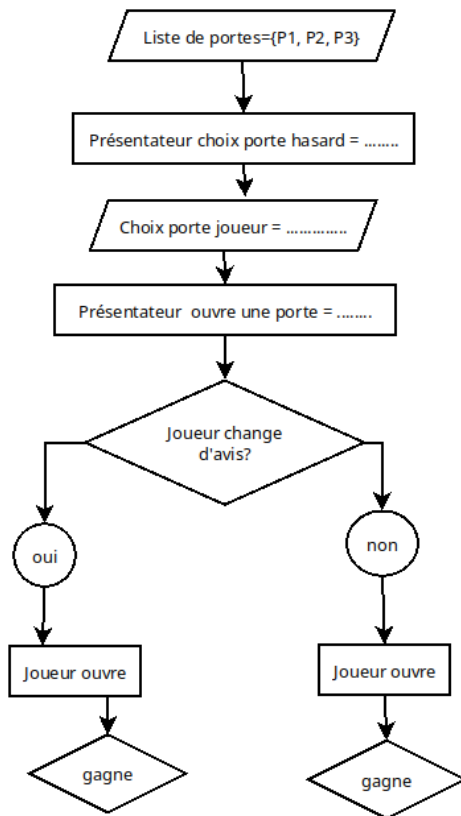 Liste de portes={P1, P2, P3}
Présentateur choix porte hasard = ........
Choix porte joueur = ..............
Présentateur  ouvre une porte = ........
Joueur change
d'avis?
oui
non
Joueur ouvre
Joueur ouvre
gagne
gagne